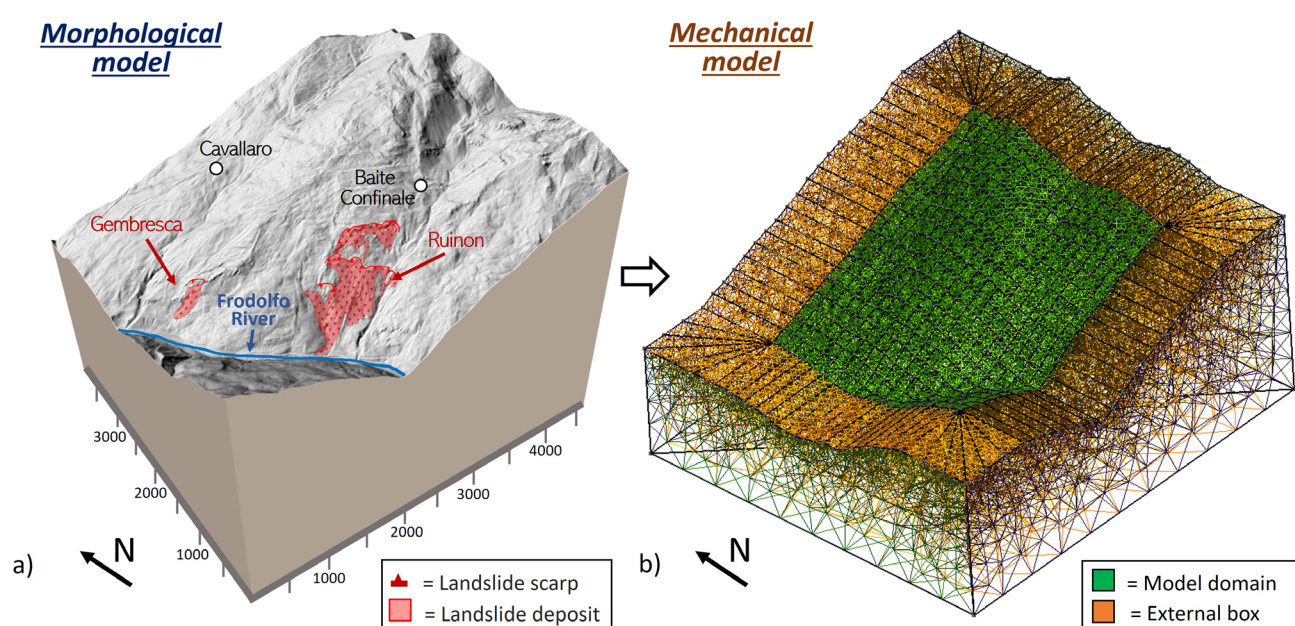 Morphological
model
Cavallaro
Baite
Confinale
Gembresca
Ruinon
Frodolfo
River
3000
2000
1000
1000
2000
3000
4000
a)
N
= Landslide scarp
= Landslide deposit
Mechanical
model
b)
N
= Model domain
= External box